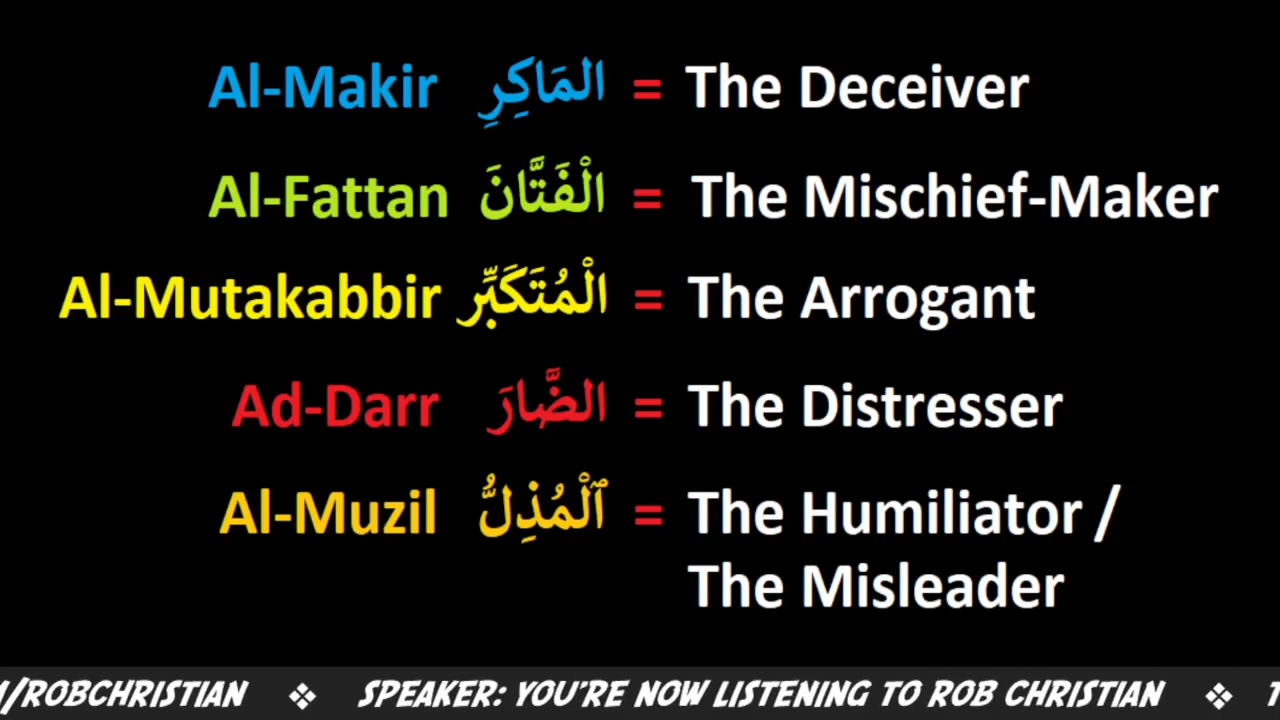 Al-Makir المَاكِرِ = The Deceiver
Al-Fattan الْفَتَّانَ = The Mischief-Maker
Al-Mutakabbir الْمُتَكَبِّر = The Arrogant
Ad-Darr الضَّارَ = The Distresser
Al-Muzil ٱلْمُذِلُّ = The Humiliator /
The Misleader
/ROBCHRISTIAN ❖ SPEAKER: YOU'RE NOW LISTENING TO ROB CHRISTIAN ❖